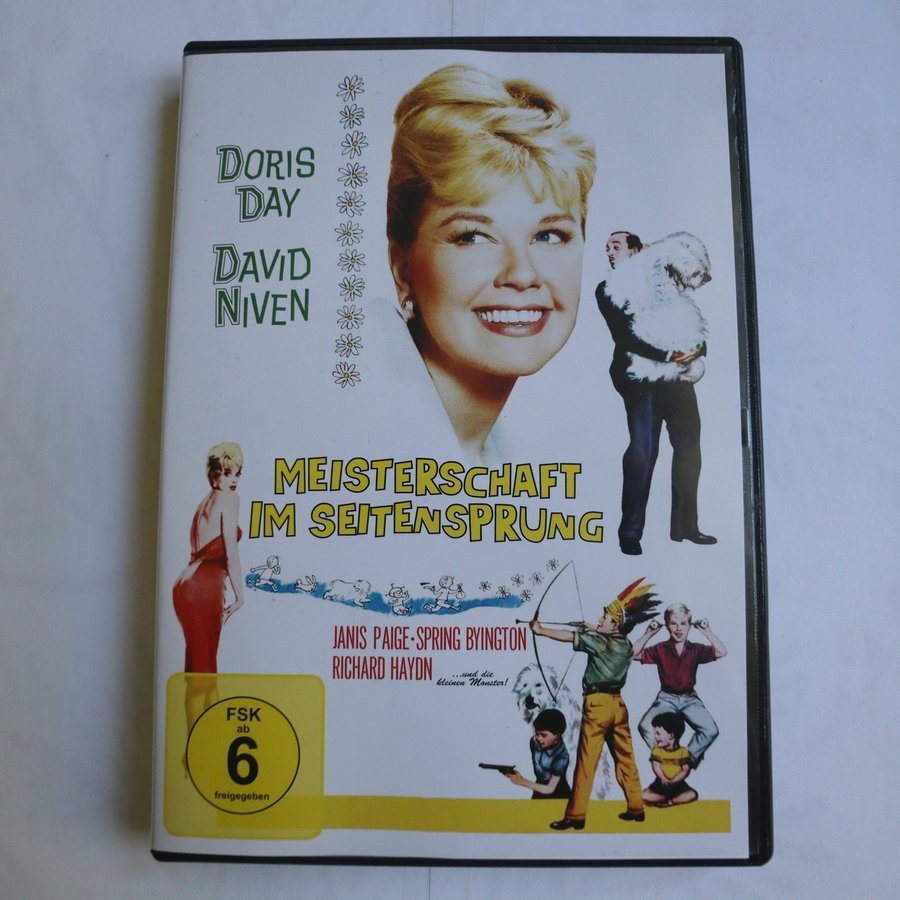 DORIS
DAY
DAVID
NIVEN
MEISTERSCHAFT
IM SEITENSPRUNG
JANIS PAIGE · SPRING BYINGTON
RICHARD HAYDN
...und die
kleinen Monster!
FSK
ab
6
freigegeben